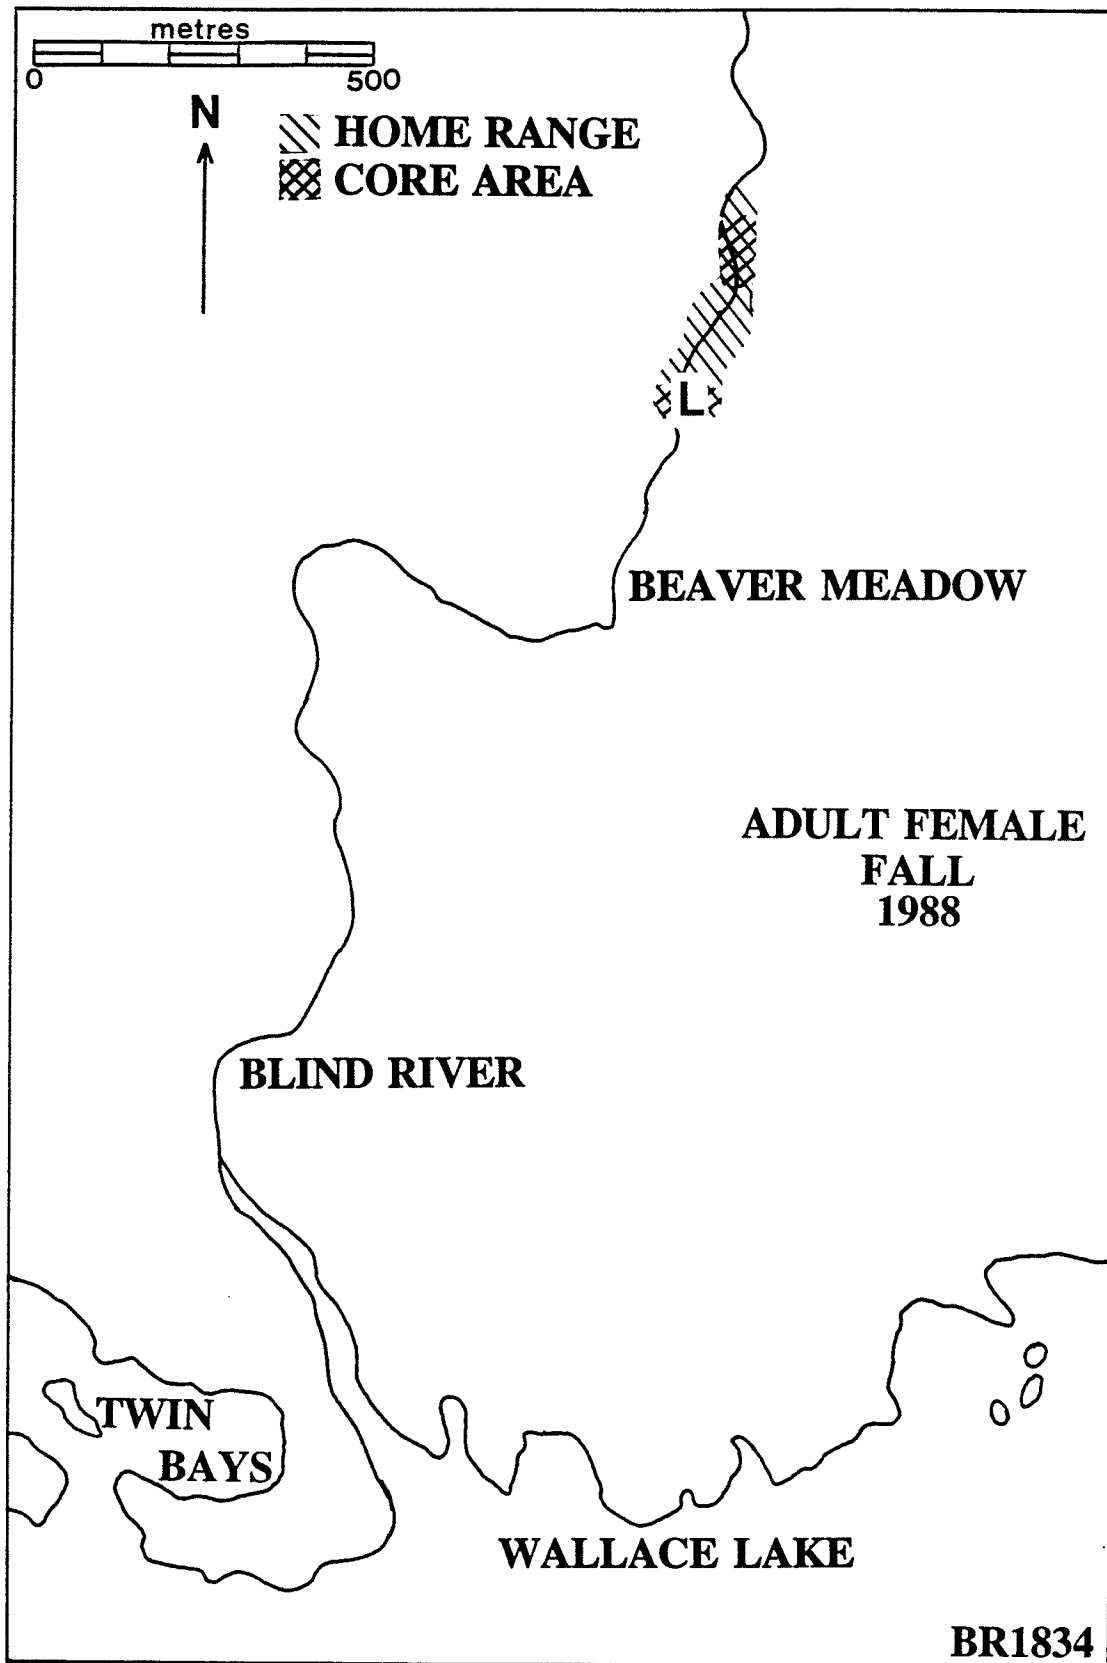 metres
0 500
N
HOME RANGE
CORE AREA
L
BEAVER MEADOW
ADULT FEMALE
FALL
1988
BLIND RIVER
TWIN
BAYS
WALLACE LAKE
BR1834